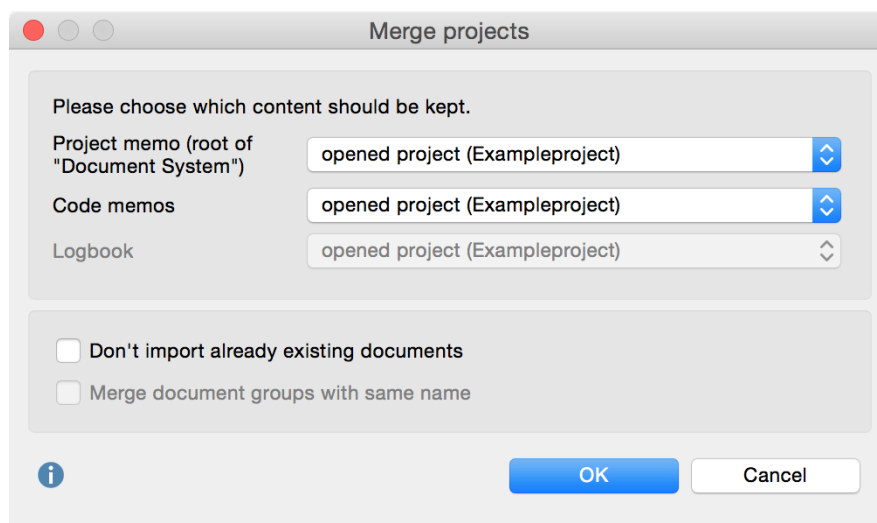 Merge projects
Please choose which content should be kept.
Project memo (root of
"Document System")
opened project (Exampleproject)
Code memos
opened project (Exampleproject)
Logbook
opened project (Exampleproject)
Don't import already existing documents
Merge document groups with same name
OK
Cancel